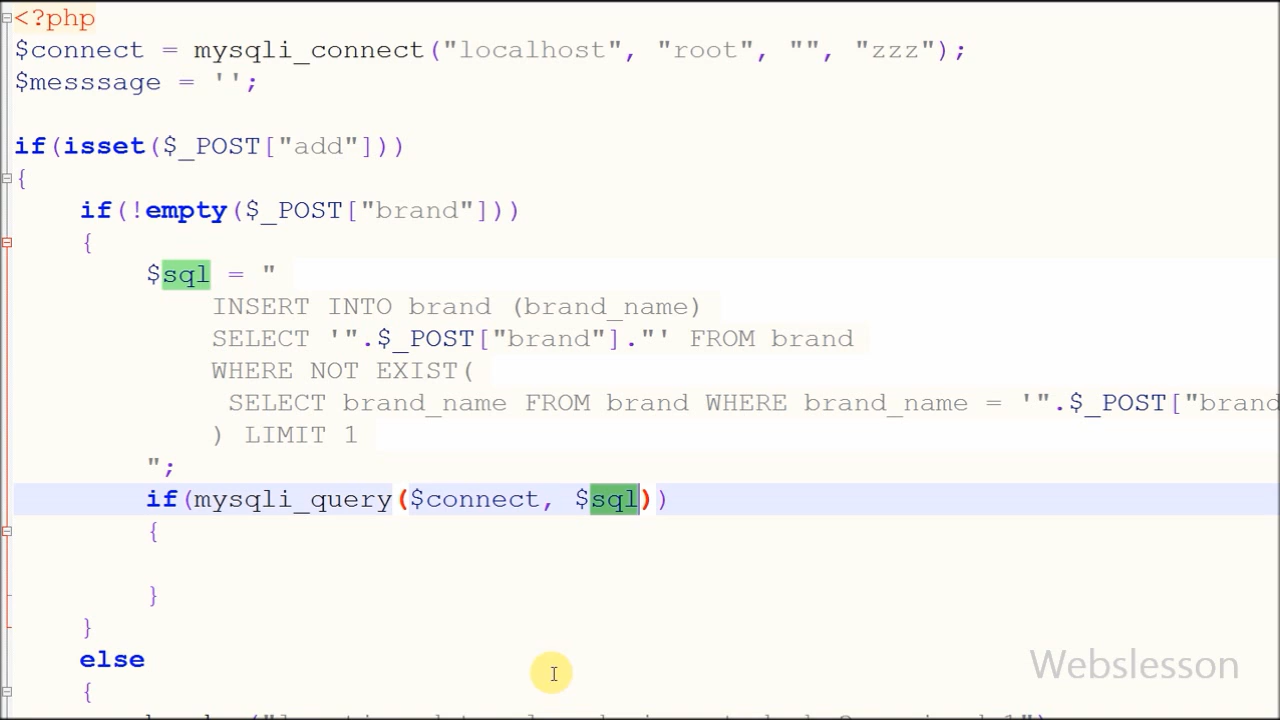 <?php
$connect = mysqli_connect("localhost", "root", "", "zzz");
$messsage = '';
if(isset($_POST["add"]))
{
if(!empty($_POST["brand"]))
{
$sql = "
INSERT INTO brand (brand_name)
SELECT '".$_POST["brand"]."' FROM brand
WHERE NOT EXIST(
SELECT brand_name FROM brand WHERE brand_name = '".$_POST["brand
) LIMIT 1
";
if(mysqli_query($connect, $sql))
{
}
}
else
{
Webslesson